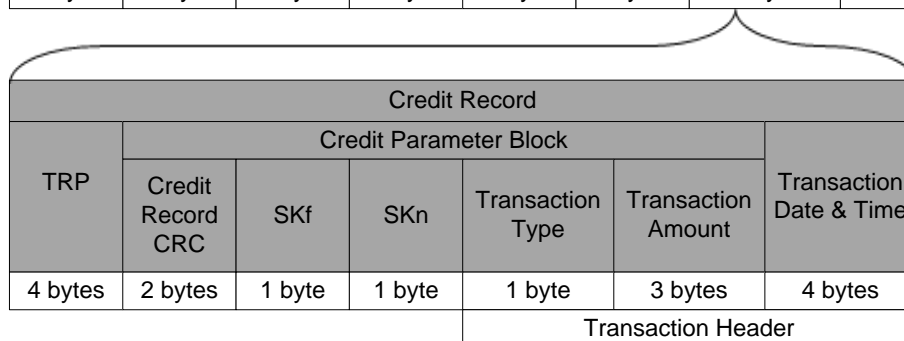 Credit Record
TRP
Credit Parameter Block
Transaction
Date & Time
Credit
Record
CRC
SKf
SKn
Transaction
Type
Transaction
Amount
4 bytes 2 bytes 1 byte 1 byte 1 byte 3 bytes 4 bytes
Transaction Header